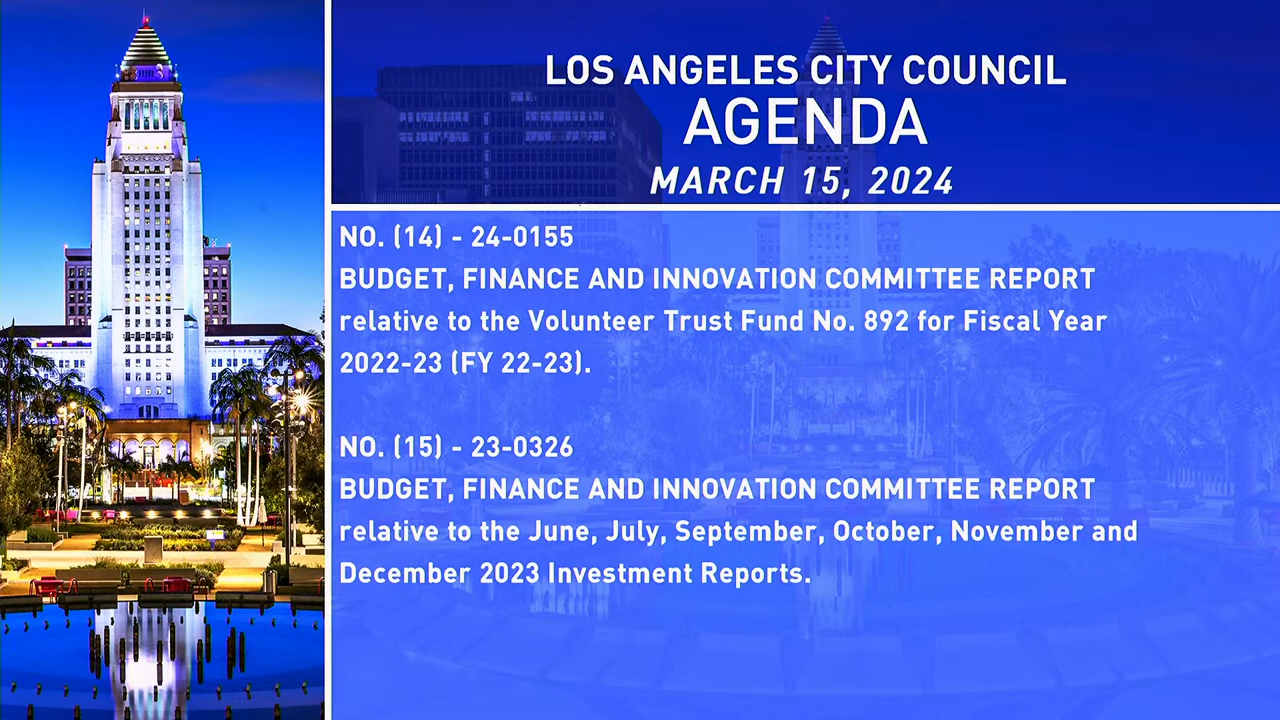 LOS ANGELES CITY COUNCIL
AGENDA
MARCH 15, 2024
NO. (14) - 24-0155
BUDGET, FINANCE AND INNOVATION COMMITTEE REPORT
relative to the Volunteer Trust Fund No. 892 for Fiscal Year
2022-23 (FY 22-23).
NO. (15) - 23-0326
BUDGET, FINANCE AND INNOVATION COMMITTEE REPORT
relative to the June, July, September, October, November and
December 2023 Investment Reports.